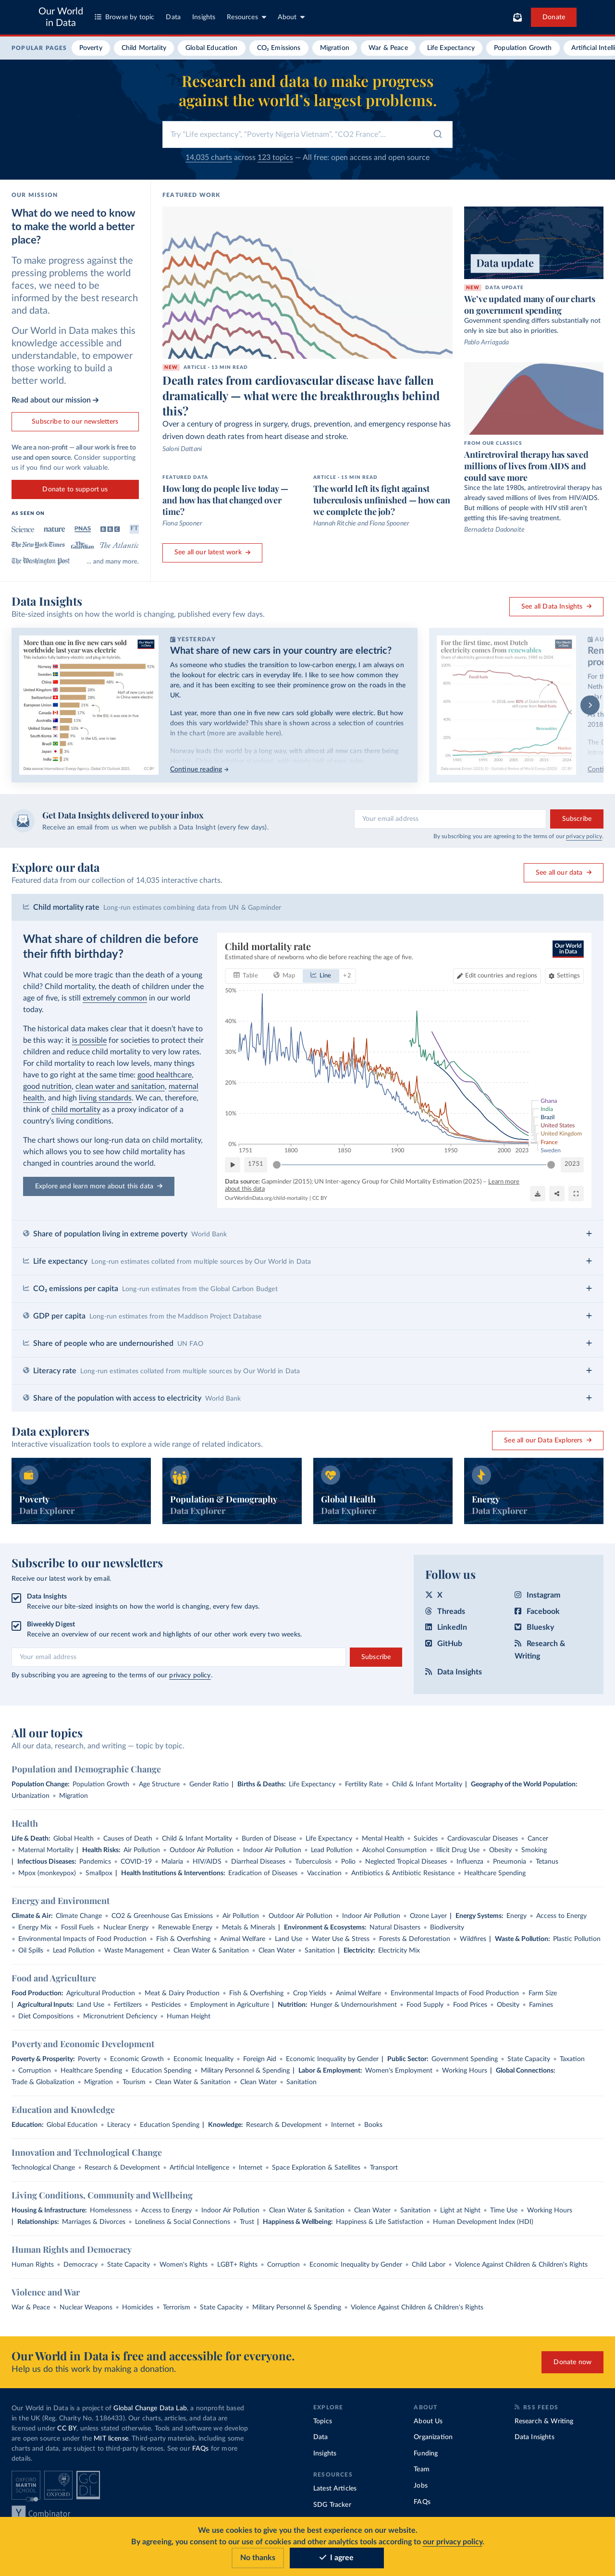 Our World
in Data
Browse by topic
Data
Insights
Resources
About
Donate
POPULAR PAGES
Poverty
Child Mortality
Global Education
CO₂ Emissions
Migration
War & Peace
Life Expectancy
Population Growth
Artificial Intelli
Research and data to make progress
against the world’s largest problems.
Try "Life expectancy", "Poverty Nigeria Vietnam", "CO2 France"...
14,035 charts across 123 topics — All free: open access and open source
OUR MISSION
What do we need to know
to make the world a better
place?
To make progress against the
pressing problems the world
faces, we need to be
informed by the best research
and data.
Our World in Data makes this
knowledge accessible and
understandable, to empower
those working to build a
better world.
Read about our mission →
Subscribe to our newsletters
We are a non-profit — all our work is free to
use and open source. Consider supporting
us if you find our work valuable.
Donate to support us
AS SEEN ON
Science
nature
PNAS
BBC
FT
The New York Times
The Guardian
The Atlantic
The Washington Post
... and many more.
FEATURED WORK
NEW ARTICLE · 13 MIN READ
Death rates from cardiovascular disease have fallen
dramatically — what were the breakthroughs behind
this?
Over a century of progress in surgery, drugs, prevention, and emergency response has
driven down death rates from heart disease and stroke.
Saloni Dattani
FEATURED DATA
How long do people live today —
and how has that changed over
time?
Fiona Spooner
ARTICLE · 15 MIN READ
The world left its fight against
tuberculosis unfinished — how can
we complete the job?
Hannah Ritchie and Fiona Spooner
See all our latest work →
Data update
NEW DATA UPDATE
We've updated many of our charts
on government spending
Government spending differs substantially not
only in size but also in priorities.
Pablo Arriagada
FROM OUR CLASSICS
Antiretroviral therapy has saved
millions of lives from AIDS and
could save more
Since the late 1980s, antiretroviral therapy has
already saved millions of lives from HIV/AIDS.
But millions of people with HIV still aren't
getting this life-saving treatment.
Bernadeta Dadonaite
Data Insights
Bite-sized insights on how the world is changing, published every few days.
See all Data Insights →
More than one in five new cars sold
worldwide last year was electric
Our World
in Data
This includes fully battery-electric and plug-in hybrids.
Norway
Sweden
China
United Kingdom
Switzerland
France
Canada
Australia
United States
South Korea
Brazil
Japan
India
YESTERDAY
What share of new cars in your country are electric?
As someone who studies the transition to low-carbon energy, I am always on
the lookout for electric cars in everyday life. I like to see how common they
are, and it has been exciting to see their prominence grow on the roads in the
UK.
Last year, more than one in five new cars sold globally were electric. But how
does this vary worldwide? This share is shown across a selection of countries
in the chart (more are available here).
Norway leads the world by a long way, with almost all new cars there being
Continue reading →
For the first time, most Dutch
electricity comes from renewables
Our World
in Data
Fossil fuels
Renewable
Nuclear
Get Data Insights delivered to your inbox
Receive an email from us when we publish a Data Insight (every few days).
Your email address
Subscribe
By subscribing you are agreeing to the terms of our privacy policy.
Explore our data
Featured data from our collection of 14,035 interactive charts.
See all our data →
Child mortality rate Long-run estimates combining data from UN & Gapminder
What share of children die before
their fifth birthday?
What could be more tragic than the death of a young
child? Child mortality, the death of children under the
age of five, is still extremely common in our world
today.
The historical data makes clear that it doesn’t have to
be this way: it is possible for societies to protect their
children and reduce child mortality to very low rates.
For child mortality to reach low levels, many things
have to go right at the same time: good healthcare,
good nutrition, clean water and sanitation, maternal
health, and high living standards. We can, therefore,
think of child mortality as a proxy indicator of a
country’s living conditions.
The chart shows our long-run data on child mortality,
which allows you to see how child mortality has
changed in countries around the world.
Explore and learn more about this data →
Child mortality rate
Estimated share of newborns who die before reaching the age of five.
Our World
in Data
Table
Map
Line
+2
Edit countries and regions
Settings
50%
40%
30%
20%
10%
0%
1751
1800
1850
1900
1950
2000
2023
Ghana
India
Brazil
United States
United Kingdom
France
Sweden
1751
2023
Data source: Gapminder (2015); UN Inter-agency Group for Child Mortality Estimation (2025) – Learn more
about this data
OurWorldinData.org/child-mortality | CC BY
Share of population living in extreme poverty World Bank +
Life expectancy Long-run estimates collated from multiple sources by Our World in Data +
CO₂ emissions per capita Long-run estimates from the Global Carbon Budget +
GDP per capita Long-run estimates from the Maddison Project Database +
Share of people who are undernourished UN FAO +
Literacy rate Long-run estimates collated from multiple sources by Our World in Data +
Share of the population with access to electricity World Bank +
Data explorers
Interactive visualization tools to explore a wide range of related indicators.
See all our Data Explorers →
Poverty
Data Explorer
Population & Demography
Data Explorer
Global Health
Data Explorer
Energy
Data Explorer
Subscribe to our newsletters
Receive our latest work by email.
Data Insights
Receive our bite-sized insights on how the world is changing, every few days.
Biweekly Digest
Receive an overview of our recent work and highlights of our other work every two weeks.
Your email address
Subscribe
By subscribing you are agreeing to the terms of our privacy policy.
Follow us
X
Instagram
Threads
Facebook
LinkedIn
Bluesky
GitHub
Research &
Writing
Data Insights
All our topics
All our data, research, and writing — topic by topic.
Population and Demographic Change
Population Change: Population Growth • Age Structure • Gender Ratio | Births & Deaths: Life Expectancy • Fertility Rate • Child & Infant Mortality | Geography of the World Population:
Urbanization • Migration
Health
Life & Death: Global Health • Causes of Death • Child & Infant Mortality • Burden of Disease • Life Expectancy • Mental Health • Suicides • Cardiovascular Diseases • Cancer
• Maternal Mortality | Health Risks: Air Pollution • Outdoor Air Pollution • Indoor Air Pollution • Lead Pollution • Alcohol Consumption • Illicit Drug Use • Obesity • Smoking
| Infectious Diseases: Pandemics • COVID-19 • Malaria • HIV/AIDS • Diarrheal Diseases • Tuberculosis • Polio • Neglected Tropical Diseases • Influenza • Pneumonia • Tetanus
• Mpox (monkeypox) • Smallpox | Health Institutions & Interventions: Eradication of Diseases • Vaccination • Antibiotics & Antibiotic Resistance • Healthcare Spending
Energy and Environment
Climate & Air: Climate Change • CO2 & Greenhouse Gas Emissions • Air Pollution • Outdoor Air Pollution • Indoor Air Pollution • Ozone Layer | Energy Systems: Energy • Access to Energy
• Energy Mix • Fossil Fuels • Nuclear Energy • Renewable Energy • Metals & Minerals | Environment & Ecosystems: Natural Disasters • Biodiversity
• Environmental Impacts of Food Production • Fish & Overfishing • Animal Welfare • Land Use • Water Use & Stress • Forests & Deforestation • Wildfires | Waste & Pollution: Plastic Pollution
• Oil Spills • Lead Pollution • Waste Management • Clean Water & Sanitation • Clean Water • Sanitation | Electricity: Electricity Mix
Food and Agriculture
Food Production: Agricultural Production • Meat & Dairy Production • Fish & Overfishing • Crop Yields • Animal Welfare • Environmental Impacts of Food Production • Farm Size
| Agricultural Inputs: Land Use • Fertilizers • Pesticides • Employment in Agriculture | Nutrition: Hunger & Undernourishment • Food Supply • Food Prices • Obesity • Famines
• Diet Compositions • Micronutrient Deficiency • Human Height
Poverty and Economic Development
Poverty & Prosperity: Poverty • Economic Growth • Economic Inequality • Foreign Aid • Economic Inequality by Gender | Public Sector: Government Spending • State Capacity • Taxation
• Corruption • Healthcare Spending • Education Spending • Military Personnel & Spending | Labor & Employment: Women's Employment • Working Hours | Global Connections:
Trade & Globalization • Migration • Tourism • Clean Water & Sanitation • Clean Water • Sanitation
Education and Knowledge
Education: Global Education • Literacy • Education Spending | Knowledge: Research & Development • Internet • Books
Innovation and Technological Change
Technological Change • Research & Development • Artificial Intelligence • Internet • Space Exploration & Satellites • Transport
Living Conditions, Community and Wellbeing
Housing & Infrastructure: Homelessness • Access to Energy • Indoor Air Pollution • Clean Water & Sanitation • Clean Water • Sanitation • Light at Night • Time Use • Working Hours
| Relationships: Marriages & Divorces • Loneliness & Social Connections • Trust | Happiness & Wellbeing: Happiness & Life Satisfaction • Human Development Index (HDI)
Human Rights and Democracy
Human Rights • Democracy • State Capacity • Women's Rights • LGBT+ Rights • Corruption • Economic Inequality by Gender • Child Labor • Violence Against Children & Children's Rights
Violence and War
War & Peace • Nuclear Weapons • Homicides • Terrorism • State Capacity • Military Personnel & Spending • Violence Against Children & Children's Rights
Our World in Data is free and accessible for everyone.
Help us do this work by making a donation.
Donate now
Our World in Data is a project of Global Change Data Lab, a nonprofit based
in the UK (Reg. Charity No. 1186433). Our charts, articles, and data are
licensed under CC BY, unless stated otherwise. Tools and software we develop
are open source under the MIT license. Third-party materials, including some
charts and data, are subject to third-party licenses. See our FAQs for more
details.
OXFORD
MARTIN
SCHOOL
UNIVERSITY OF
OXFORD
GC
DL
Y Combinator
EXPLORE
Topics
Data
Insights
RESOURCES
Latest Articles
SDG Tracker
ABOUT
About Us
Organization
Funding
Team
Jobs
FAQs
RSS FEEDS
Research & Writing
Data Insights
We use cookies to give you the best experience on our website.
By agreeing, you consent to our use of cookies and other analytics tools according to our privacy policy.
No thanks
I agree